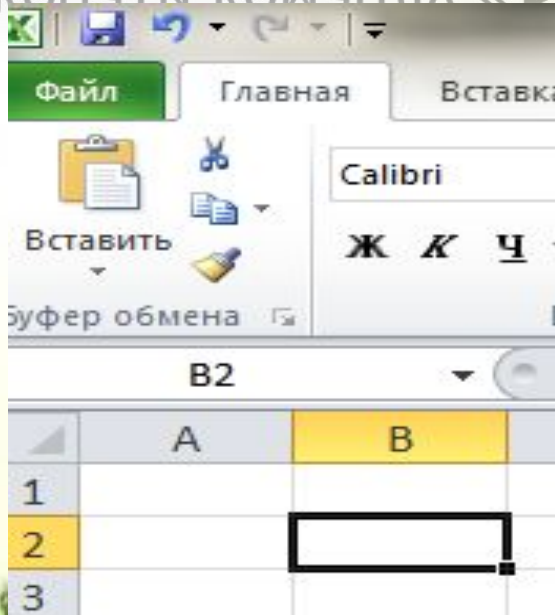 Файл Главная Вставка
Calibri
Вставить Ж К Ч
буфер обмена
B2
A B
1
2
3